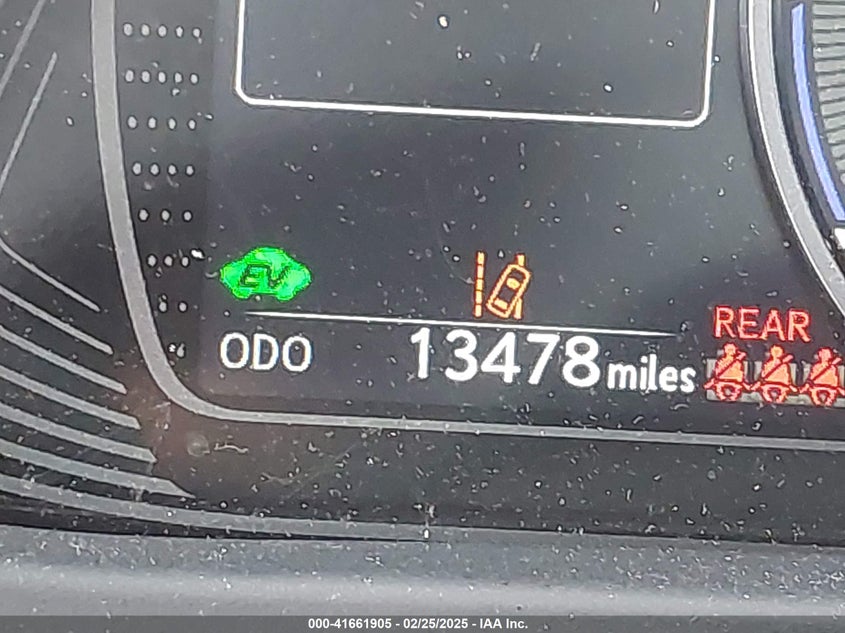 EV
REAR
ODO 13478 miles
000-41661905 - 02/25/2025 - IAA Inc.